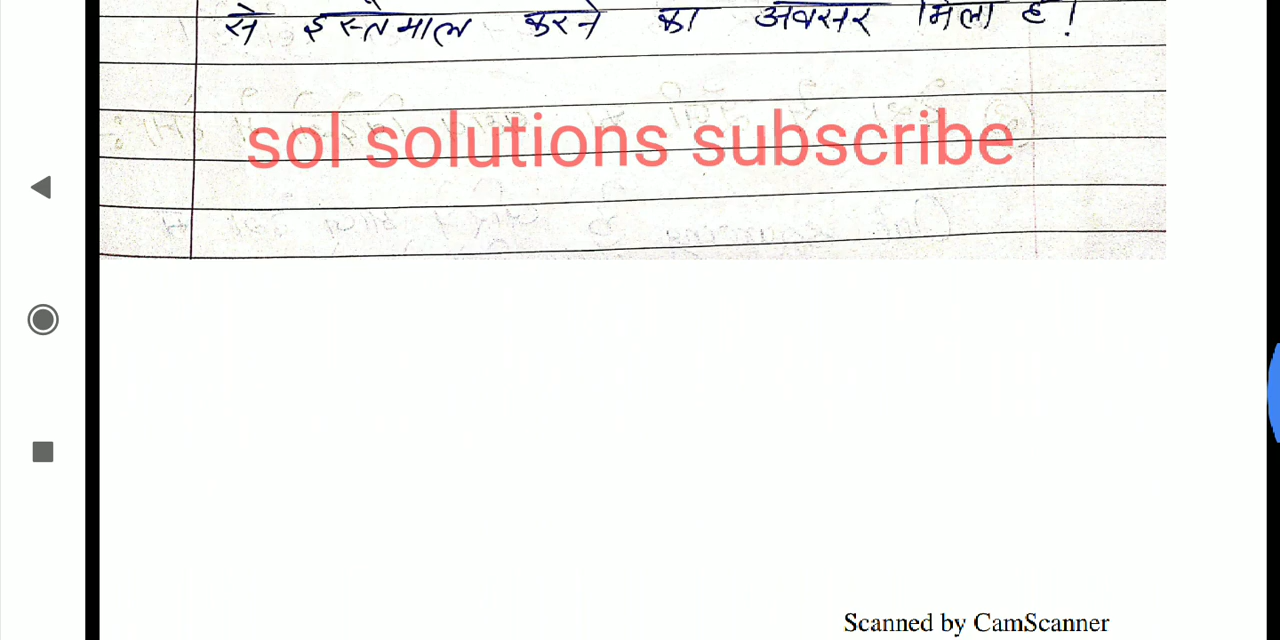 से इस्तेमाल करने का अवसर मिला है।
sol solutions subscribe
Scanned by CamScanner